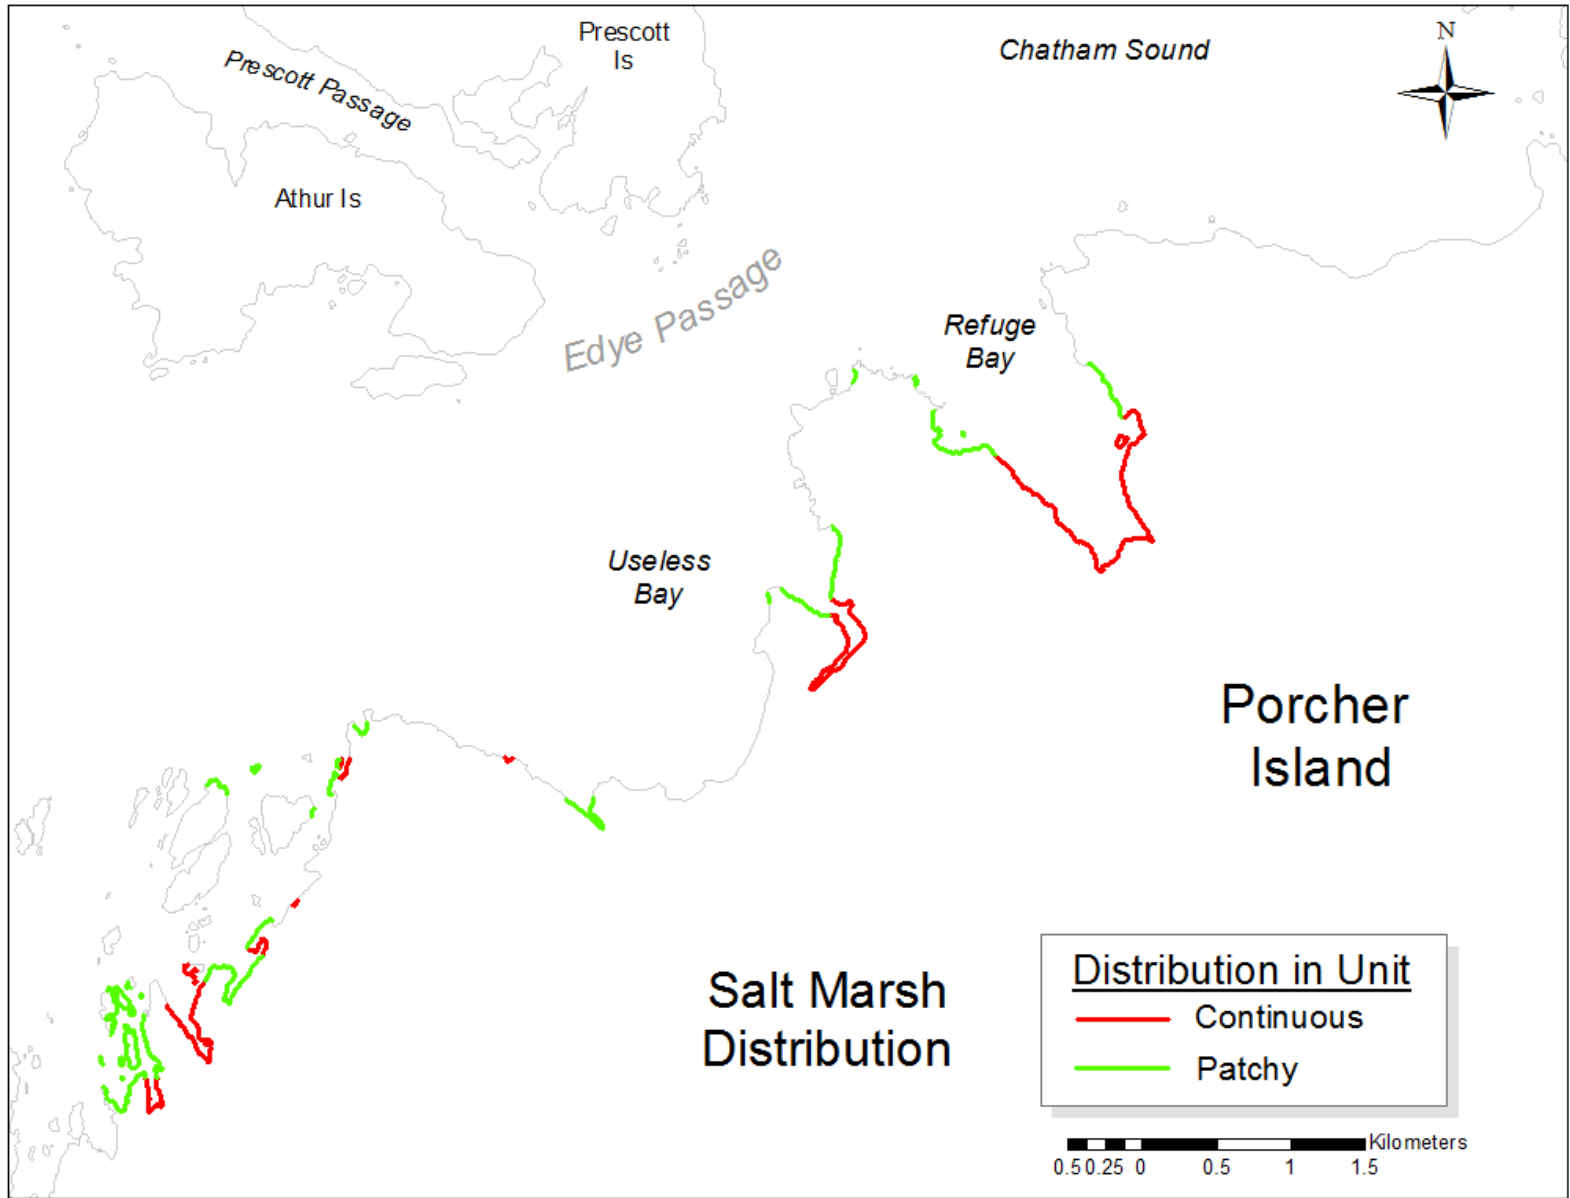 Prescott
Is
Chatham Sound
N
Prescott Passage
Athur Is
Edye Passage
Refuge
Bay
Useless
Bay
Porcher
Island
Salt Marsh
Distribution
Distribution in Unit
Continuous
Patchy
Kilometers
0.5 0.25 0 0.5 1 1.5